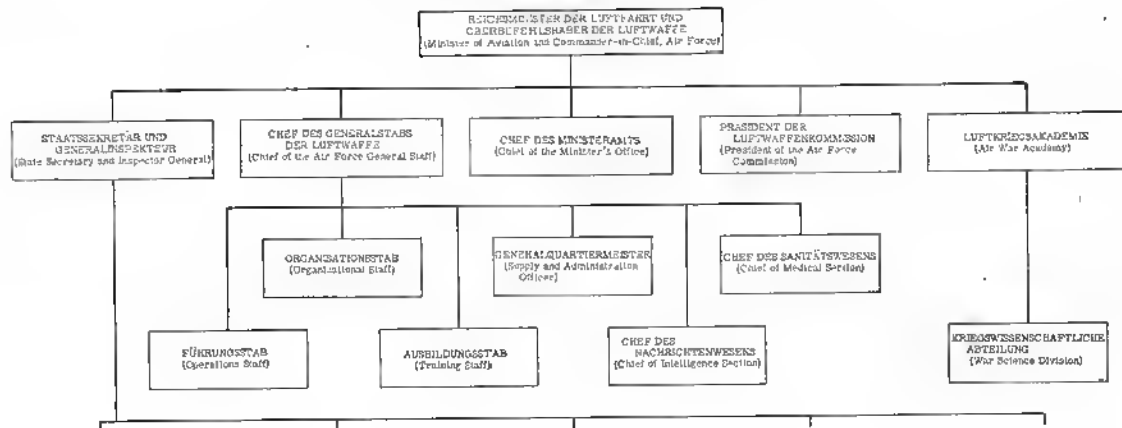 REICHSMINISTER DER LUFTFAHRT UND
OBERBEFEHLSHABER DER LUFTWAFFE
(Minister of Aviation and Commander-in-Chief, Air Force)
STAATSSEKRETÄR UND
GENERALINSPEKTEUR
(State Secretary and Inspector General)
CHEF DES GENERALSTABS
DER LUFTWAFFE
(Chief of the Air Force General Staff)
CHEF DES MINISTERAMTS
(Chief of the Minister's Office)
PRÄSIDENT DER
LUFTWAFFENKOMMISSION
(President of the Air Force
Commission)
LUFTKRIEGSAKADEMIE
(Air War Academy)
ORGANISATIONSSTAB
(Organizational Staff)
GENERALQUARTIERMEISTER
(Supply and Administration
Officer)
CHEF DES SANITÄTSWESENS
(Chief of Medical Section)
FÜHRUNGSSTAB
(Operations Staff)
AUSBILDUNGSSTAB
(Training Staff)
CHEF DES
NACHRICHTENWESENS
(Chief of Intelligence Section)
KRIEGSWISSENSCHAFTLICHE
ABTEILUNG
(War Science Division)